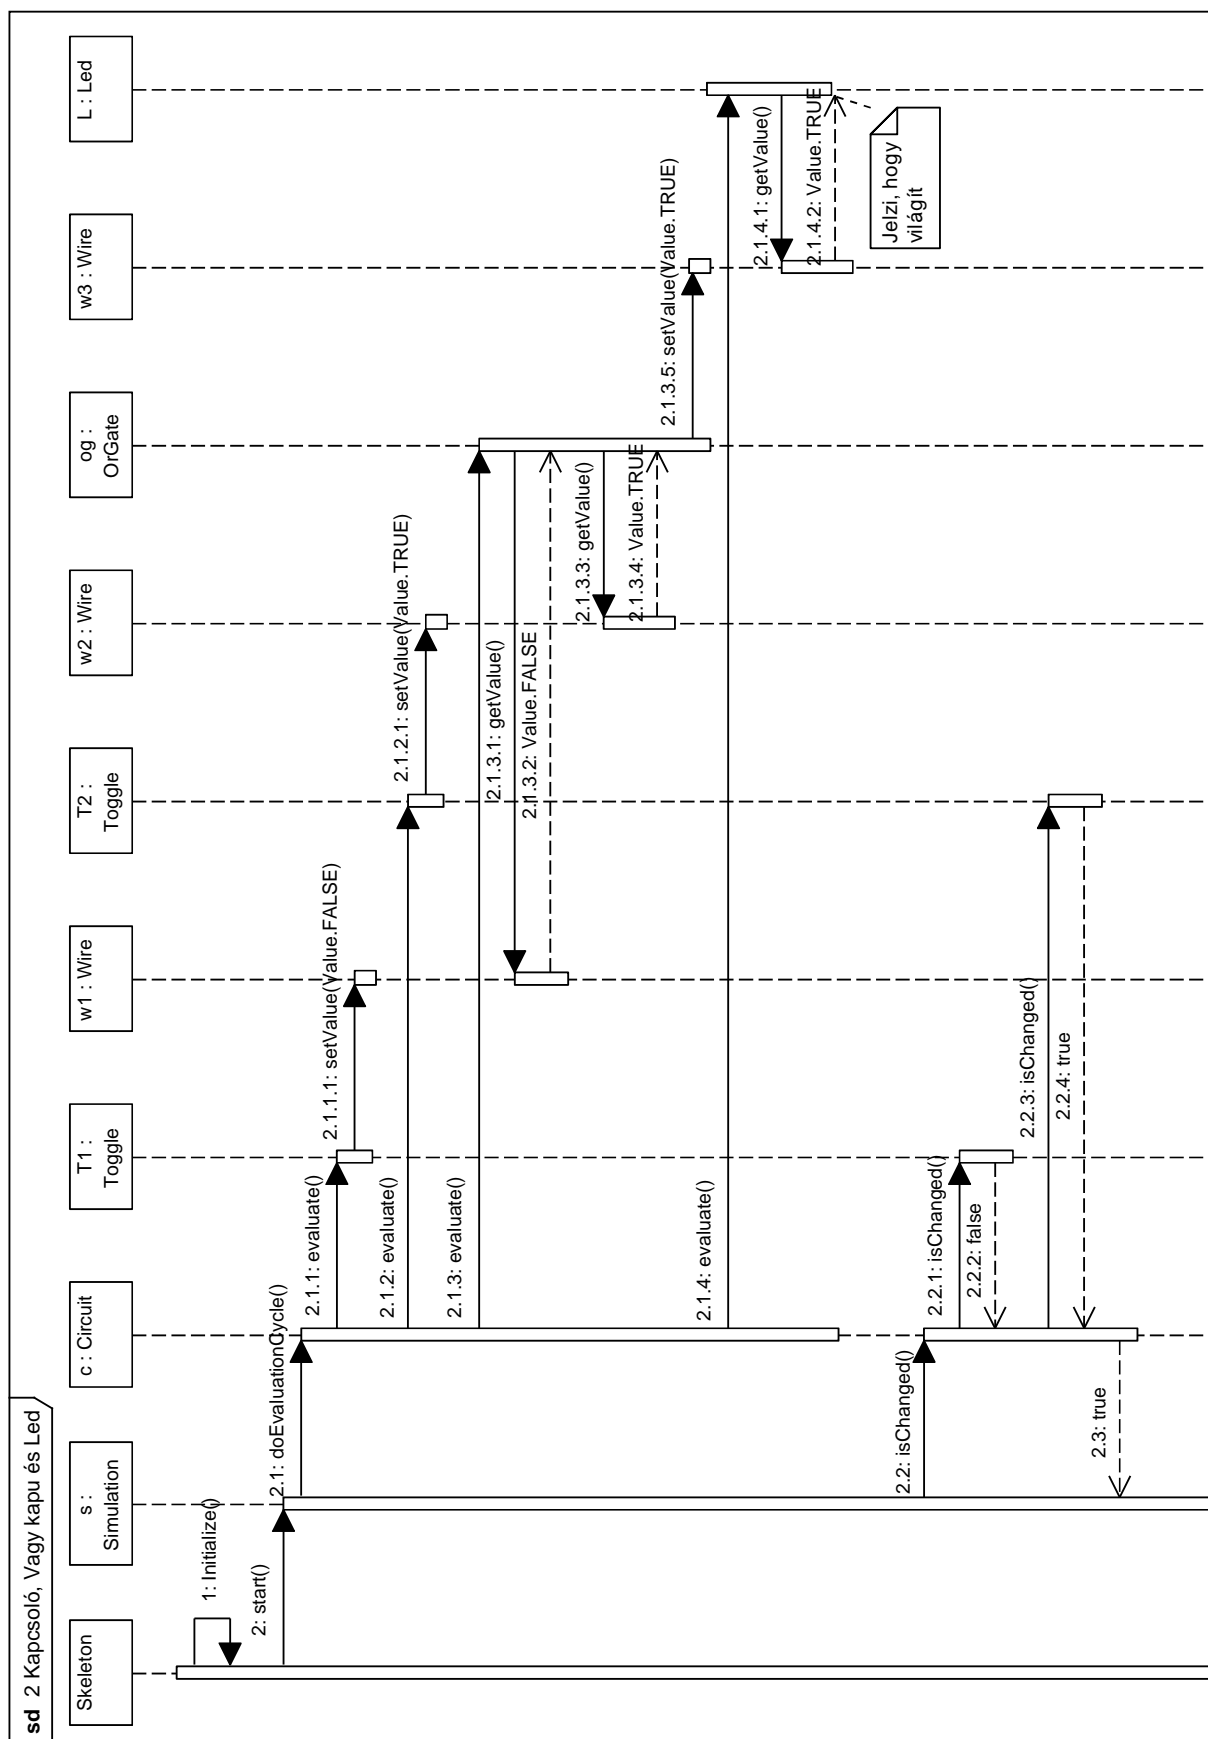 sd 2 Kapcsoló, Vagy kapu és Led
Skeleton
s :
Simulation
c : Circuit
T1 :
Toggle
w1 : Wire
T2 :
Toggle
w2 : Wire
og :
OrGate
w3 : Wire
L : Led
1: Initialize()
2: start()
2.1: doEvaluationCycle()
2.1.1: evaluate()
2.1.1.1: setValue(Value.FALSE)
2.1.2: evaluate()
2.1.2.1: setValue(Value.TRUE)
2.1.3: evaluate()
2.1.3.1: getValue()
2.1.3.2: Value.FALSE
2.1.3.3: getValue()
2.1.3.4: Value.TRUE
2.1.3.5: setValue(Value.TRUE)
2.1.4: evaluate()
2.1.4.1: getValue()
2.1.4.2: Value.TRUE
Jelzi, hogy
világít
2.2: isChanged()
2.2.1: isChanged()
2.2.2: false
2.2.3: isChanged()
2.2.4: true
2.3: true